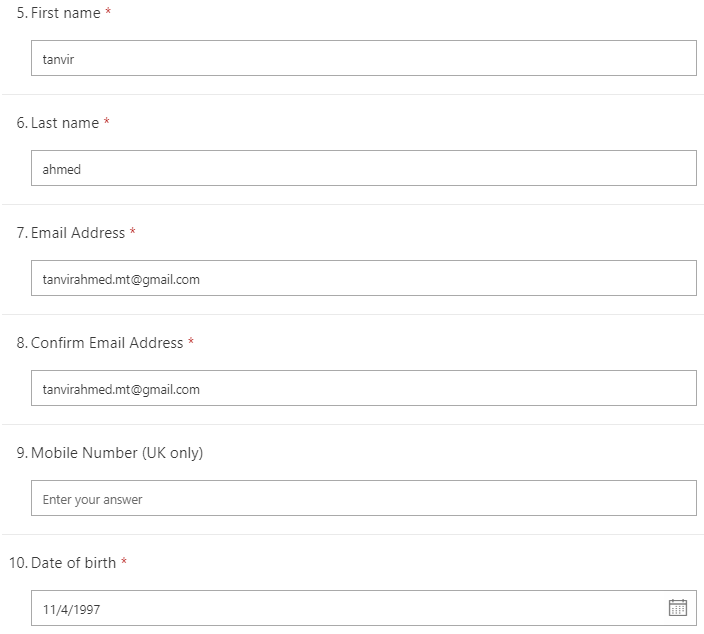 5. First name *
tanvir
6. Last name *
ahmed
7. Email Address *
tanvirahmed.mt@gmail.com
8. Confirm Email Address *
tanvirahmed.mt@gmail.com
9. Mobile Number (UK only)
Enter your answer
10. Date of birth *
11/4/1997